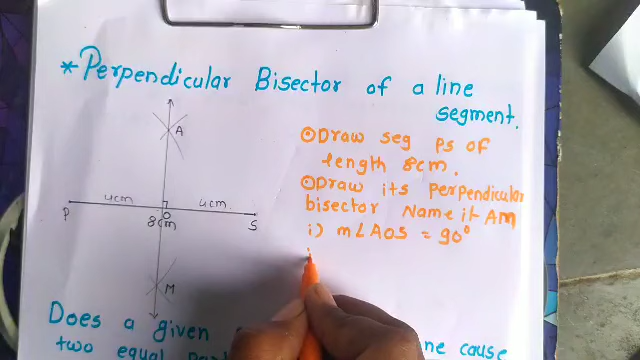 * Perpendicular Bisector of a line
segment.
A
⊙ Draw seg PS of
length 8cm.
⊙ Draw its perpendicular
bisector Name it AM
4cm 4cm.
P O S
8cm
i) m∠AOS = 90°
M
Does a given
ne cause
two equal